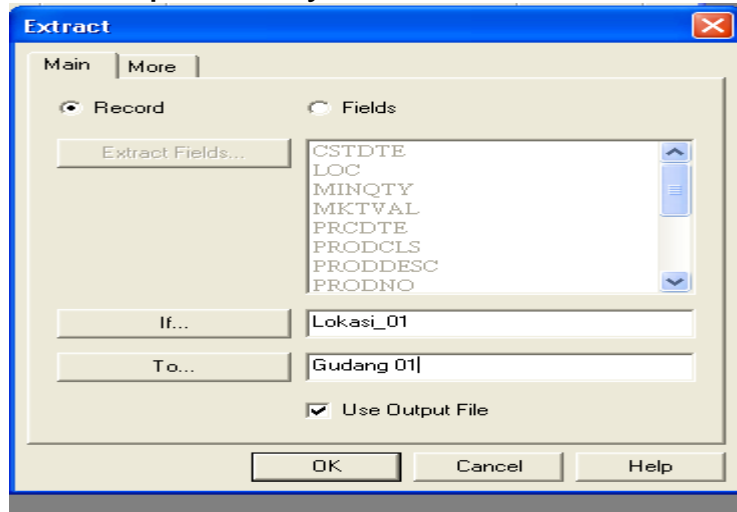 Extract
Main More
Record Fields
Extract Fields...
CSTDTE
LOC
MINQTY
MKTVAL
PRCDTE
PRODCLS
PRODDESC
PRODNO
If... Lokasi_01
To... Gudang 01
Use Output File
OK Cancel Help